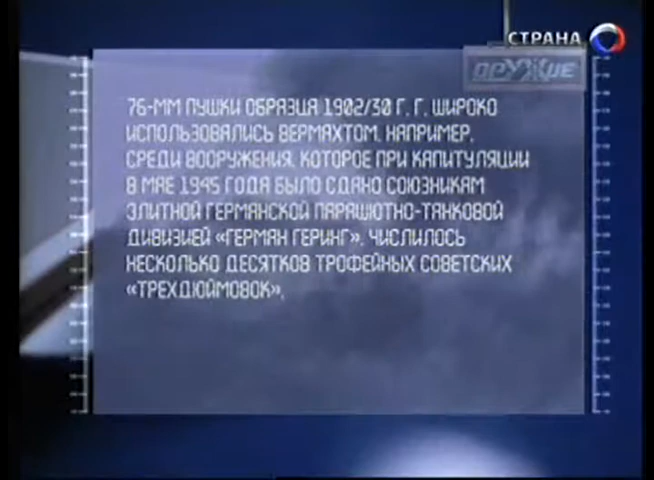 СТРАНА
ОРУЖИЕ
76-ММ ПУШКИ ОБРАЗЦА 1902/30 Г. Г. ШИРОКО
ИСПОЛЬЗОВАЛИСЬ ВЕРМАХТОМ. НАПРИМЕР,
СРЕДИ ВООРУЖЕНИЯ, КОТОРОЕ ПРИ КАПИТУЛЯЦИИ
В МАЕ 1945 ГОДА БЫЛО СДАНО СОЮЗНИКАМ
ЭЛИТНОЙ ГЕРМАНСКОЙ ПАРАШЮТНО-ТАНКОВОЙ
ДИВИЗИЕЙ «ГЕРМАН ГЕРИНГ», ЧИСЛИЛОСЬ
НЕСКОЛЬКО ДЕСЯТКОВ ТРОФЕЙНЫХ СОВЕТСКИХ
«ТРЕХДЮЙМОВОК».